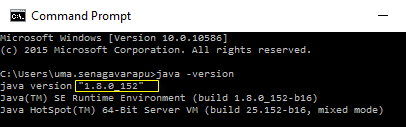 Command Prompt
Microsoft Windows [Version 10.0.10586]
(c) 2015 Microsoft Corporation. All rights reserved.
C:\Users\uma.senagavarapu>java -version
java version "1.8.0_152"
Java(TM) SE Runtime Environment (build 1.8.0_152-b16)
Java HotSpot(TM) 64-Bit Server VM (build 25.152-b16, mixed mode)